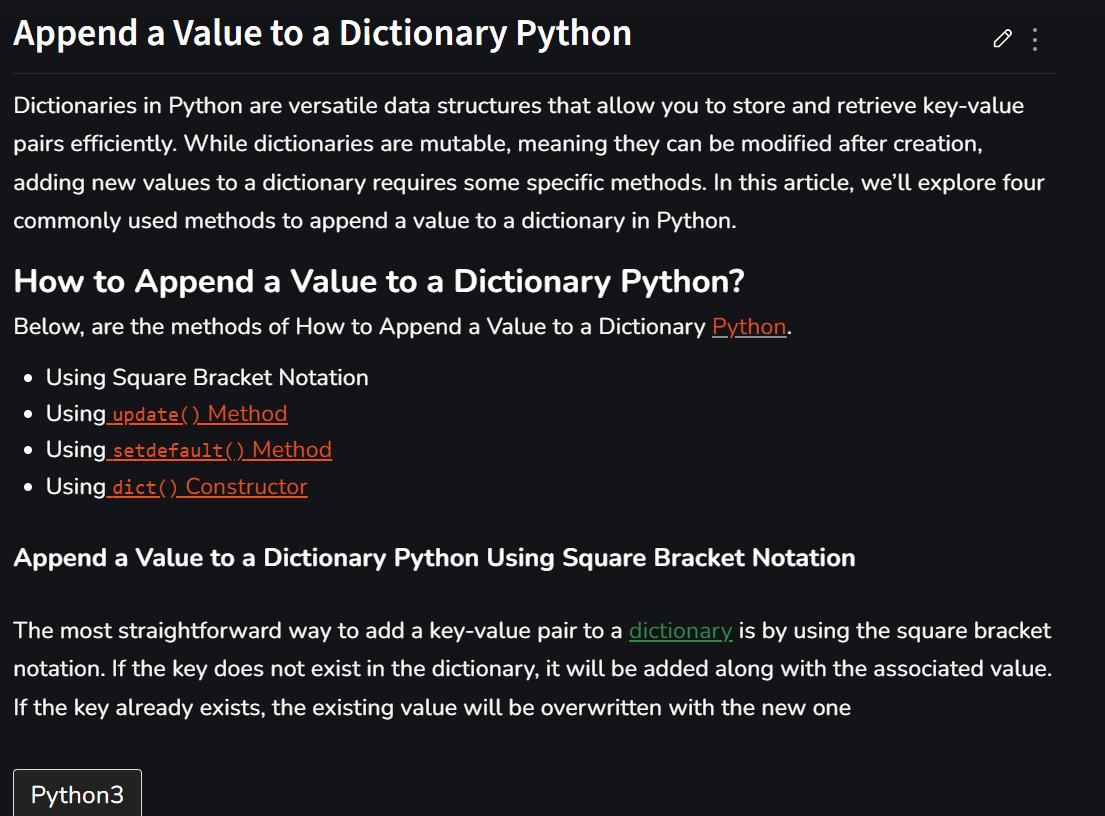 Append a Value to a Dictionary Python
Dictionaries in Python are versatile data structures that allow you to store and retrieve key-value
pairs efficiently. While dictionaries are mutable, meaning they can be modified after creation,
adding new values to a dictionary requires some specific methods. In this article, we’ll explore four
commonly used methods to append a value to a dictionary in Python.
How to Append a Value to a Dictionary Python?
Below, are the methods of How to Append a Value to a Dictionary Python.
• Using Square Bracket Notation
• Using update() Method
• Using setdefault() Method
• Using dict() Constructor
Append a Value to a Dictionary Python Using Square Bracket Notation
The most straightforward way to add a key-value pair to a dictionary is by using the square bracket
notation. If the key does not exist in the dictionary, it will be added along with the associated value.
If the key already exists, the existing value will be overwritten with the new one
Python3